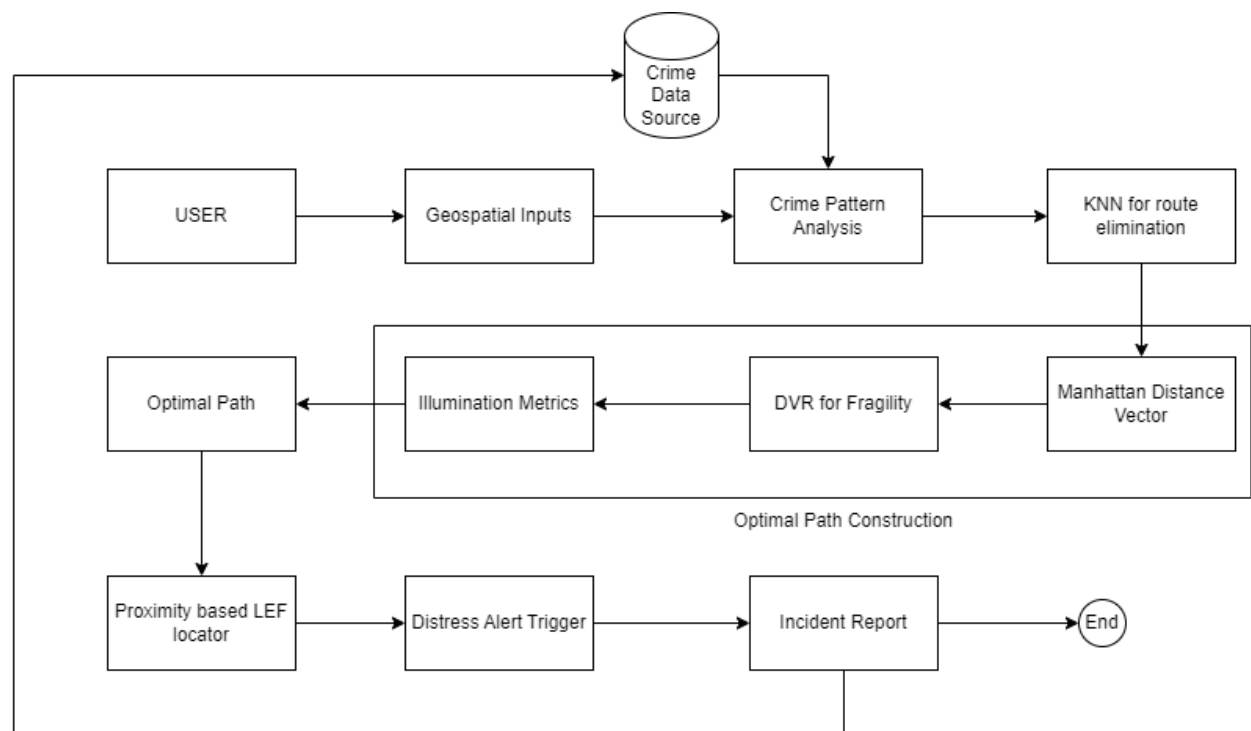 Crime
Data
Source
USER
Geospatial Inputs
Crime Pattern
Analysis
KNN for route
elimination
Optimal Path
Illumination Metrics
DVR for Fragility
Manhattan Distance
Vector
Optimal Path Construction
Proximity based LEF
locator
Distress Alert Trigger
Incident Report
End